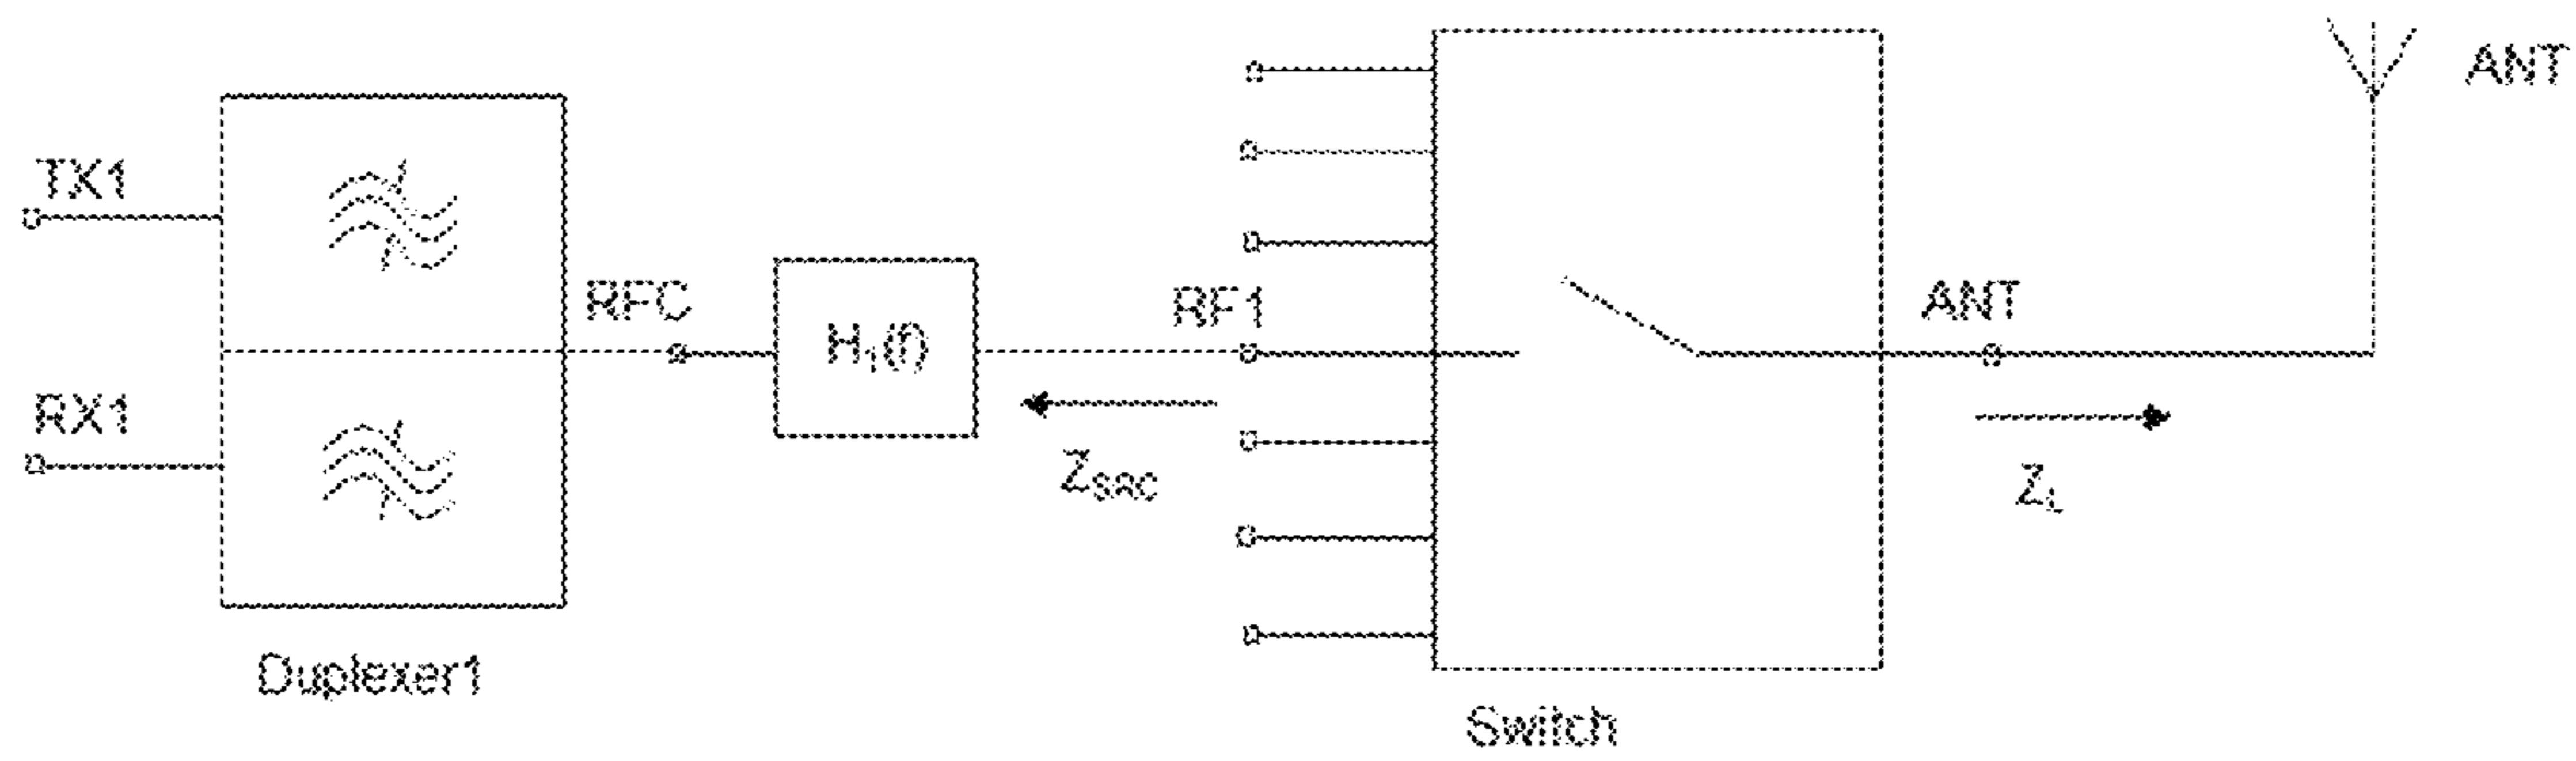 ANT
TX1
RFC
RF1
ANT
H1(f)
RX1
ZSRC
ZL
Duplexer1
Switch